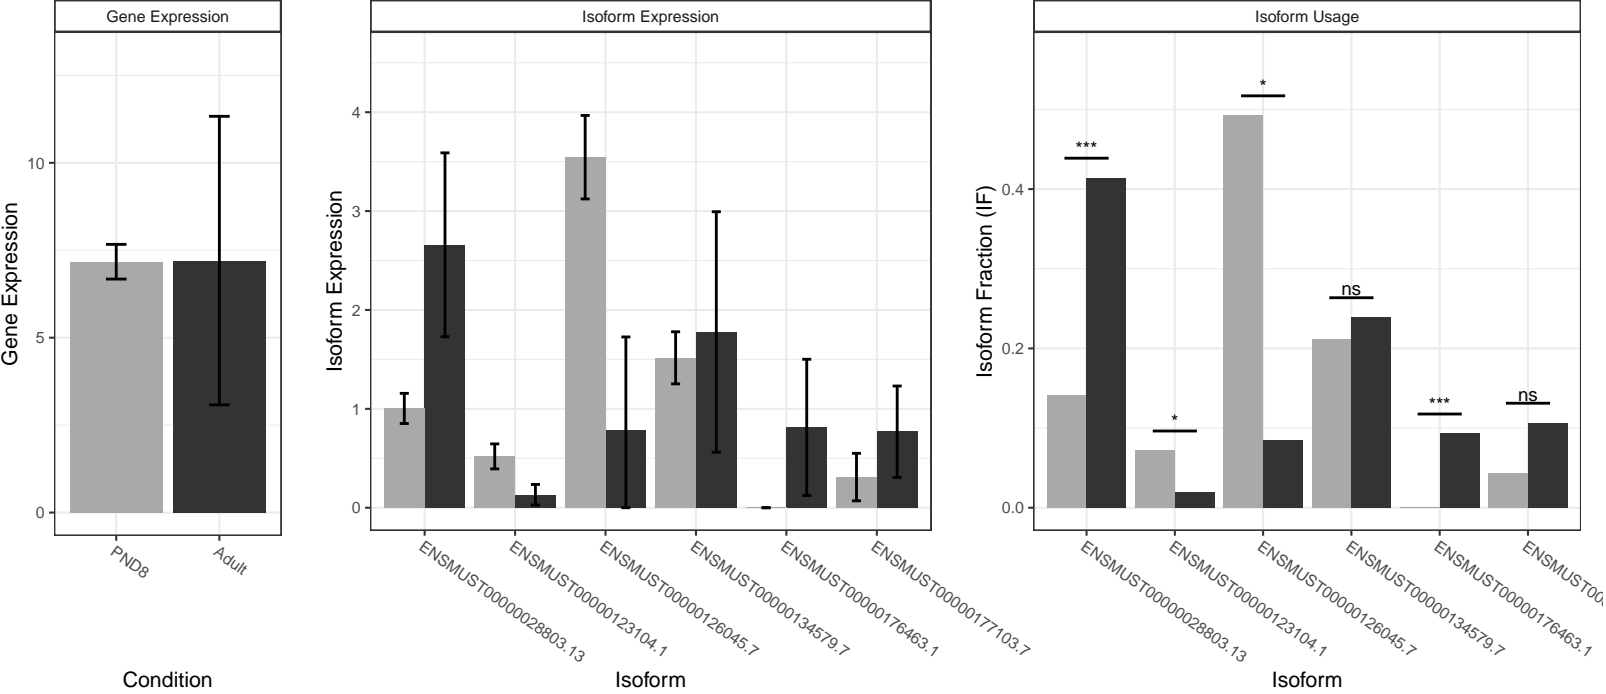 Gene Expression
Gene Expression
10
5
0
PND8
Adult
Condition
Isoform Expression
Isoform Expression
4
3
2
1
0
ENSMUST00000028803.13
ENSMUST00000123104.1
ENSMUST00000126045.7
ENSMUST00000134579.7
ENSMUST00000176463.1
ENSMUST00000177103.7
Isoform
Isoform Usage
Isoform Fraction (IF)
0.4
0.2
0.0
***
*
*
ns
***
ns
ENSMUST00000028803.13
ENSMUST00000123104.1
ENSMUST00000126045.7
ENSMUST00000134579.7
ENSMUST00000176463.1
Isoform